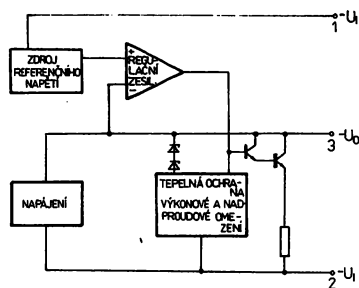 -U₁
1
ZDROJ
REFERENČNÍHO
NAPĚTÍ
+
REGU-
LAČNÍ
ZESIL.
-
-U₀
3
NAPÁJENÍ
TEPELNÁ OCHRA-
NA
VÝKONOVÉ A NAD-
PROUDOVÉ OME-
ZENÍ
-U₁
2